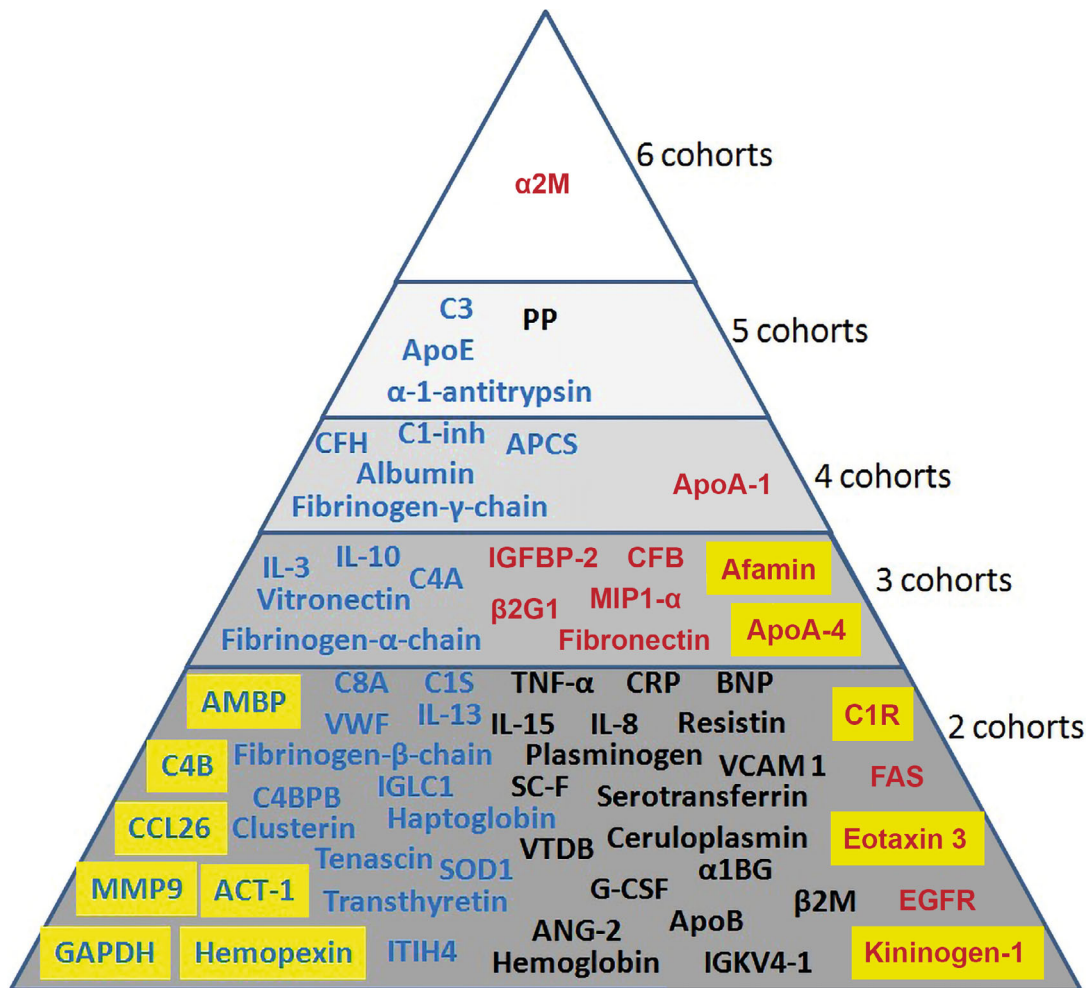 6 cohorts
α2M
C3
PP
5 cohorts
ApoE
α-1-antitrypsin
CFH
C1-inh
APCS
Albumin
ApoA-1
4 cohorts
Fibrinogen-γ-chain
IL-3
IL-10
C4A
IGFBP-2
CFB
Afamin
3 cohorts
Vitronectin
β2G1
MIP1-α
Fibrinogen-α-chain
Fibronectin
ApoA-4
AMBP
C8A
C1S
TNF-α
CRP
BNP
C1R
2 cohorts
VWF
IL-13
IL-15
IL-8
Resistin
C4B
Fibrinogen-β-chain
Plasminogen
VCAM 1
FAS
C4BPB
IGLC1
SC-F
Serotransferrin
CCL26
Clusterin
Haptoglobin
VTDB
Ceruloplasmin
Eotaxin 3
Tenascin
SOD1
α1BG
MMP9
ACT-1
Transthyretin
G-CSF
β2M
EGFR
ANG-2
ApoB
GAPDH
Hemopexin
ITIH4
Hemoglobin
IGKV4-1
Kininogen-1